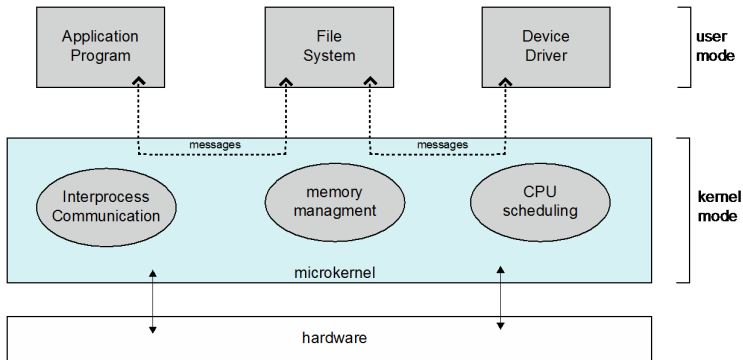 Application
Program
File
System
Device
Driver
user
mode
messages
messages
Interprocess
Communication
memory
managment
CPU
scheduling
kernel
mode
microkernel
hardware